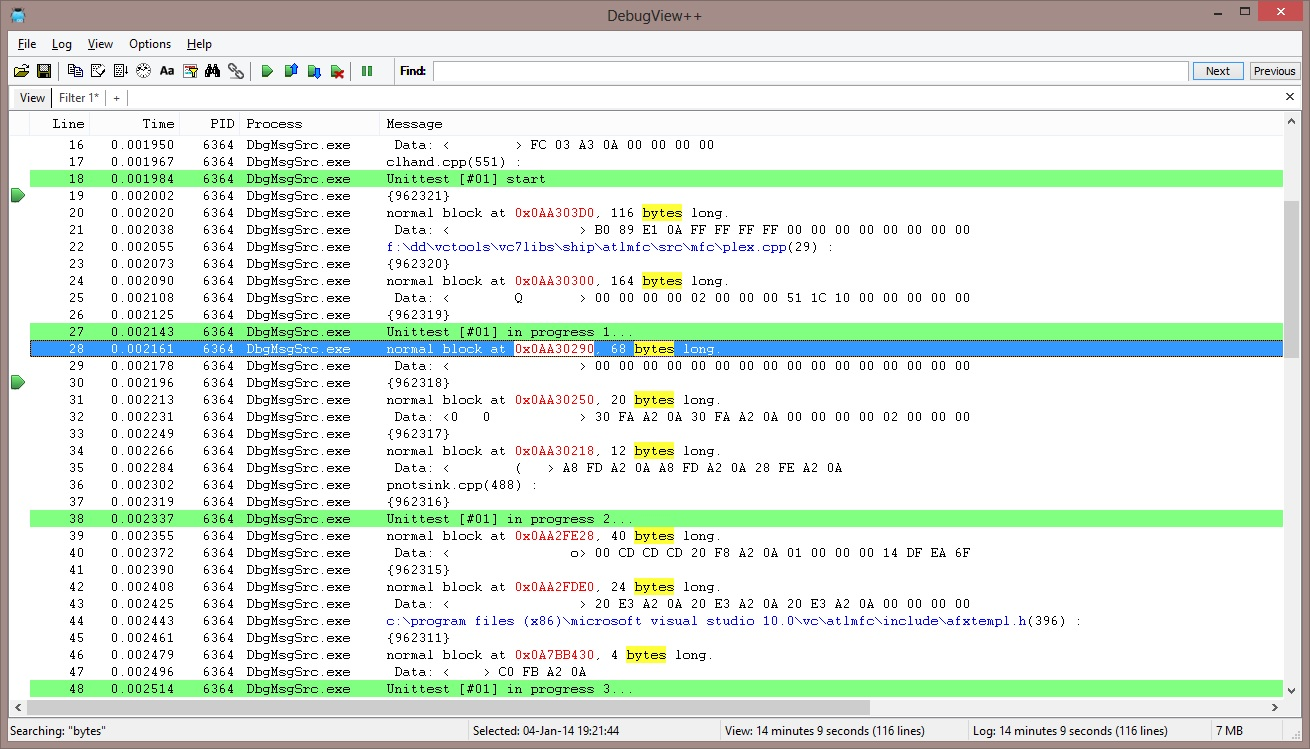 DebugView++
File Log View Options Help
Aa Find: Next Previous
View Filter 1* +
Line Time PID Process Message
16 0.001950 6364 DbgMsgSrc.exe Data: < > FC 03 A3 0A 00 00 00 00
17 0.001967 6364 DbgMsgSrc.exe clhand.cpp(551) :
18 0.001984 6364 DbgMsgSrc.exe Unittest [#01] start
19 0.002002 6364 DbgMsgSrc.exe {962321}
20 0.002020 6364 DbgMsgSrc.exe normal block at 0x0AA303D0, 116 bytes long.
21 0.002038 6364 DbgMsgSrc.exe Data: < > B0 89 E1 0A FF FF FF FF 00 00 00 00 00 00 00 00
22 0.002055 6364 DbgMsgSrc.exe f:\dd\vctools\vc7libs\ship\atlmfc\src\mfc\plex.cpp(29) :
23 0.002073 6364 DbgMsgSrc.exe {962320}
24 0.002090 6364 DbgMsgSrc.exe normal block at 0x0AA30300, 164 bytes long.
25 0.002108 6364 DbgMsgSrc.exe Data: < Q > 00 00 00 00 02 00 00 00 51 1C 10 00 00 00 00 00
26 0.002125 6364 DbgMsgSrc.exe {962319}
27 0.002143 6364 DbgMsgSrc.exe Unittest [#01] in progress 1...
28 0.002161 6364 DbgMsgSrc.exe normal block at 0x0AA30290, 68 bytes long.
29 0.002178 6364 DbgMsgSrc.exe Data: < > 00 00 00 00 00 00 00 00 00 00 00 00 00 00 00 00
30 0.002196 6364 DbgMsgSrc.exe {962318}
31 0.002213 6364 DbgMsgSrc.exe normal block at 0x0AA30250, 20 bytes long.
32 0.002231 6364 DbgMsgSrc.exe Data: <0 0 > 30 FA A2 0A 30 FA A2 0A 00 00 00 00 02 00 00 00
33 0.002249 6364 DbgMsgSrc.exe {962317}
34 0.002266 6364 DbgMsgSrc.exe normal block at 0x0AA30218, 12 bytes long.
35 0.002284 6364 DbgMsgSrc.exe Data: < ( > A8 FD A2 0A A8 FD A2 0A 28 FE A2 0A
36 0.002302 6364 DbgMsgSrc.exe pnotsink.cpp(488) :
37 0.002319 6364 DbgMsgSrc.exe {962316}
38 0.002337 6364 DbgMsgSrc.exe Unittest [#01] in progress 2...
39 0.002355 6364 DbgMsgSrc.exe normal block at 0x0AA2FE28, 40 bytes long.
40 0.002372 6364 DbgMsgSrc.exe Data: < o> 00 CD CD CD 20 F8 A2 0A 01 00 00 00 14 DF EA 6F
41 0.002390 6364 DbgMsgSrc.exe {962315}
42 0.002408 6364 DbgMsgSrc.exe normal block at 0x0AA2FDE0, 24 bytes long.
43 0.002425 6364 DbgMsgSrc.exe Data: < > 20 E3 A2 0A 20 E3 A2 0A 20 E3 A2 0A 00 00 00 00
44 0.002443 6364 DbgMsgSrc.exe c:\program files (x86)\microsoft visual studio 10.0\vc\atlmfc\include\afxtempl.h(396) :
45 0.002461 6364 DbgMsgSrc.exe {962311}
46 0.002479 6364 DbgMsgSrc.exe normal block at 0x0A7BB430, 4 bytes long.
47 0.002496 6364 DbgMsgSrc.exe Data: < > C0 FB A2 0A
48 0.002514 6364 DbgMsgSrc.exe Unittest [#01] in progress 3...
Searching: "bytes" Selected: 04-Jan-14 19:21:44 View: 14 minutes 9 seconds (116 lines) Log: 14 minutes 9 seconds (116 lines) 7 MB